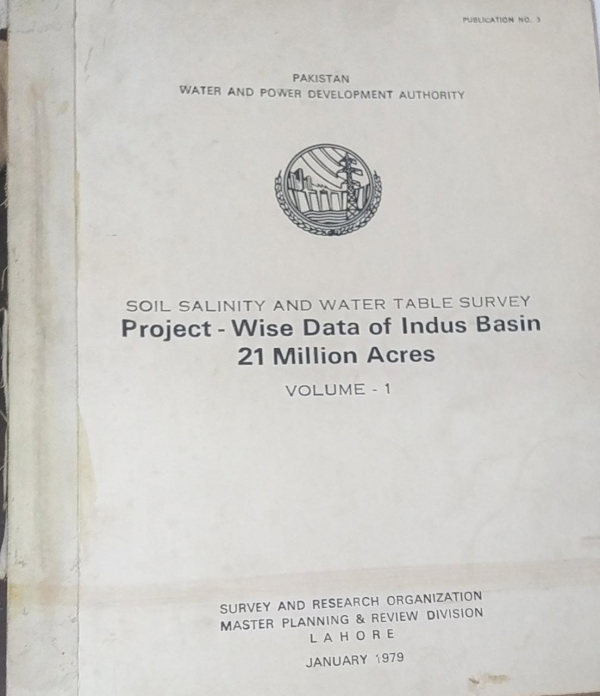 PUBLICATION NO. 3
PAKISTAN
WATER AND POWER DEVELOPMENT AUTHORITY
SOIL SALINITY AND WATER TABLE SURVEY
Project - Wise Data of Indus Basin
21 Million Acres
VOLUME - 1
SURVEY AND RESEARCH ORGANIZATION
MASTER PLANNING & REVIEW DIVISION
LAHORE
JANUARY 1979